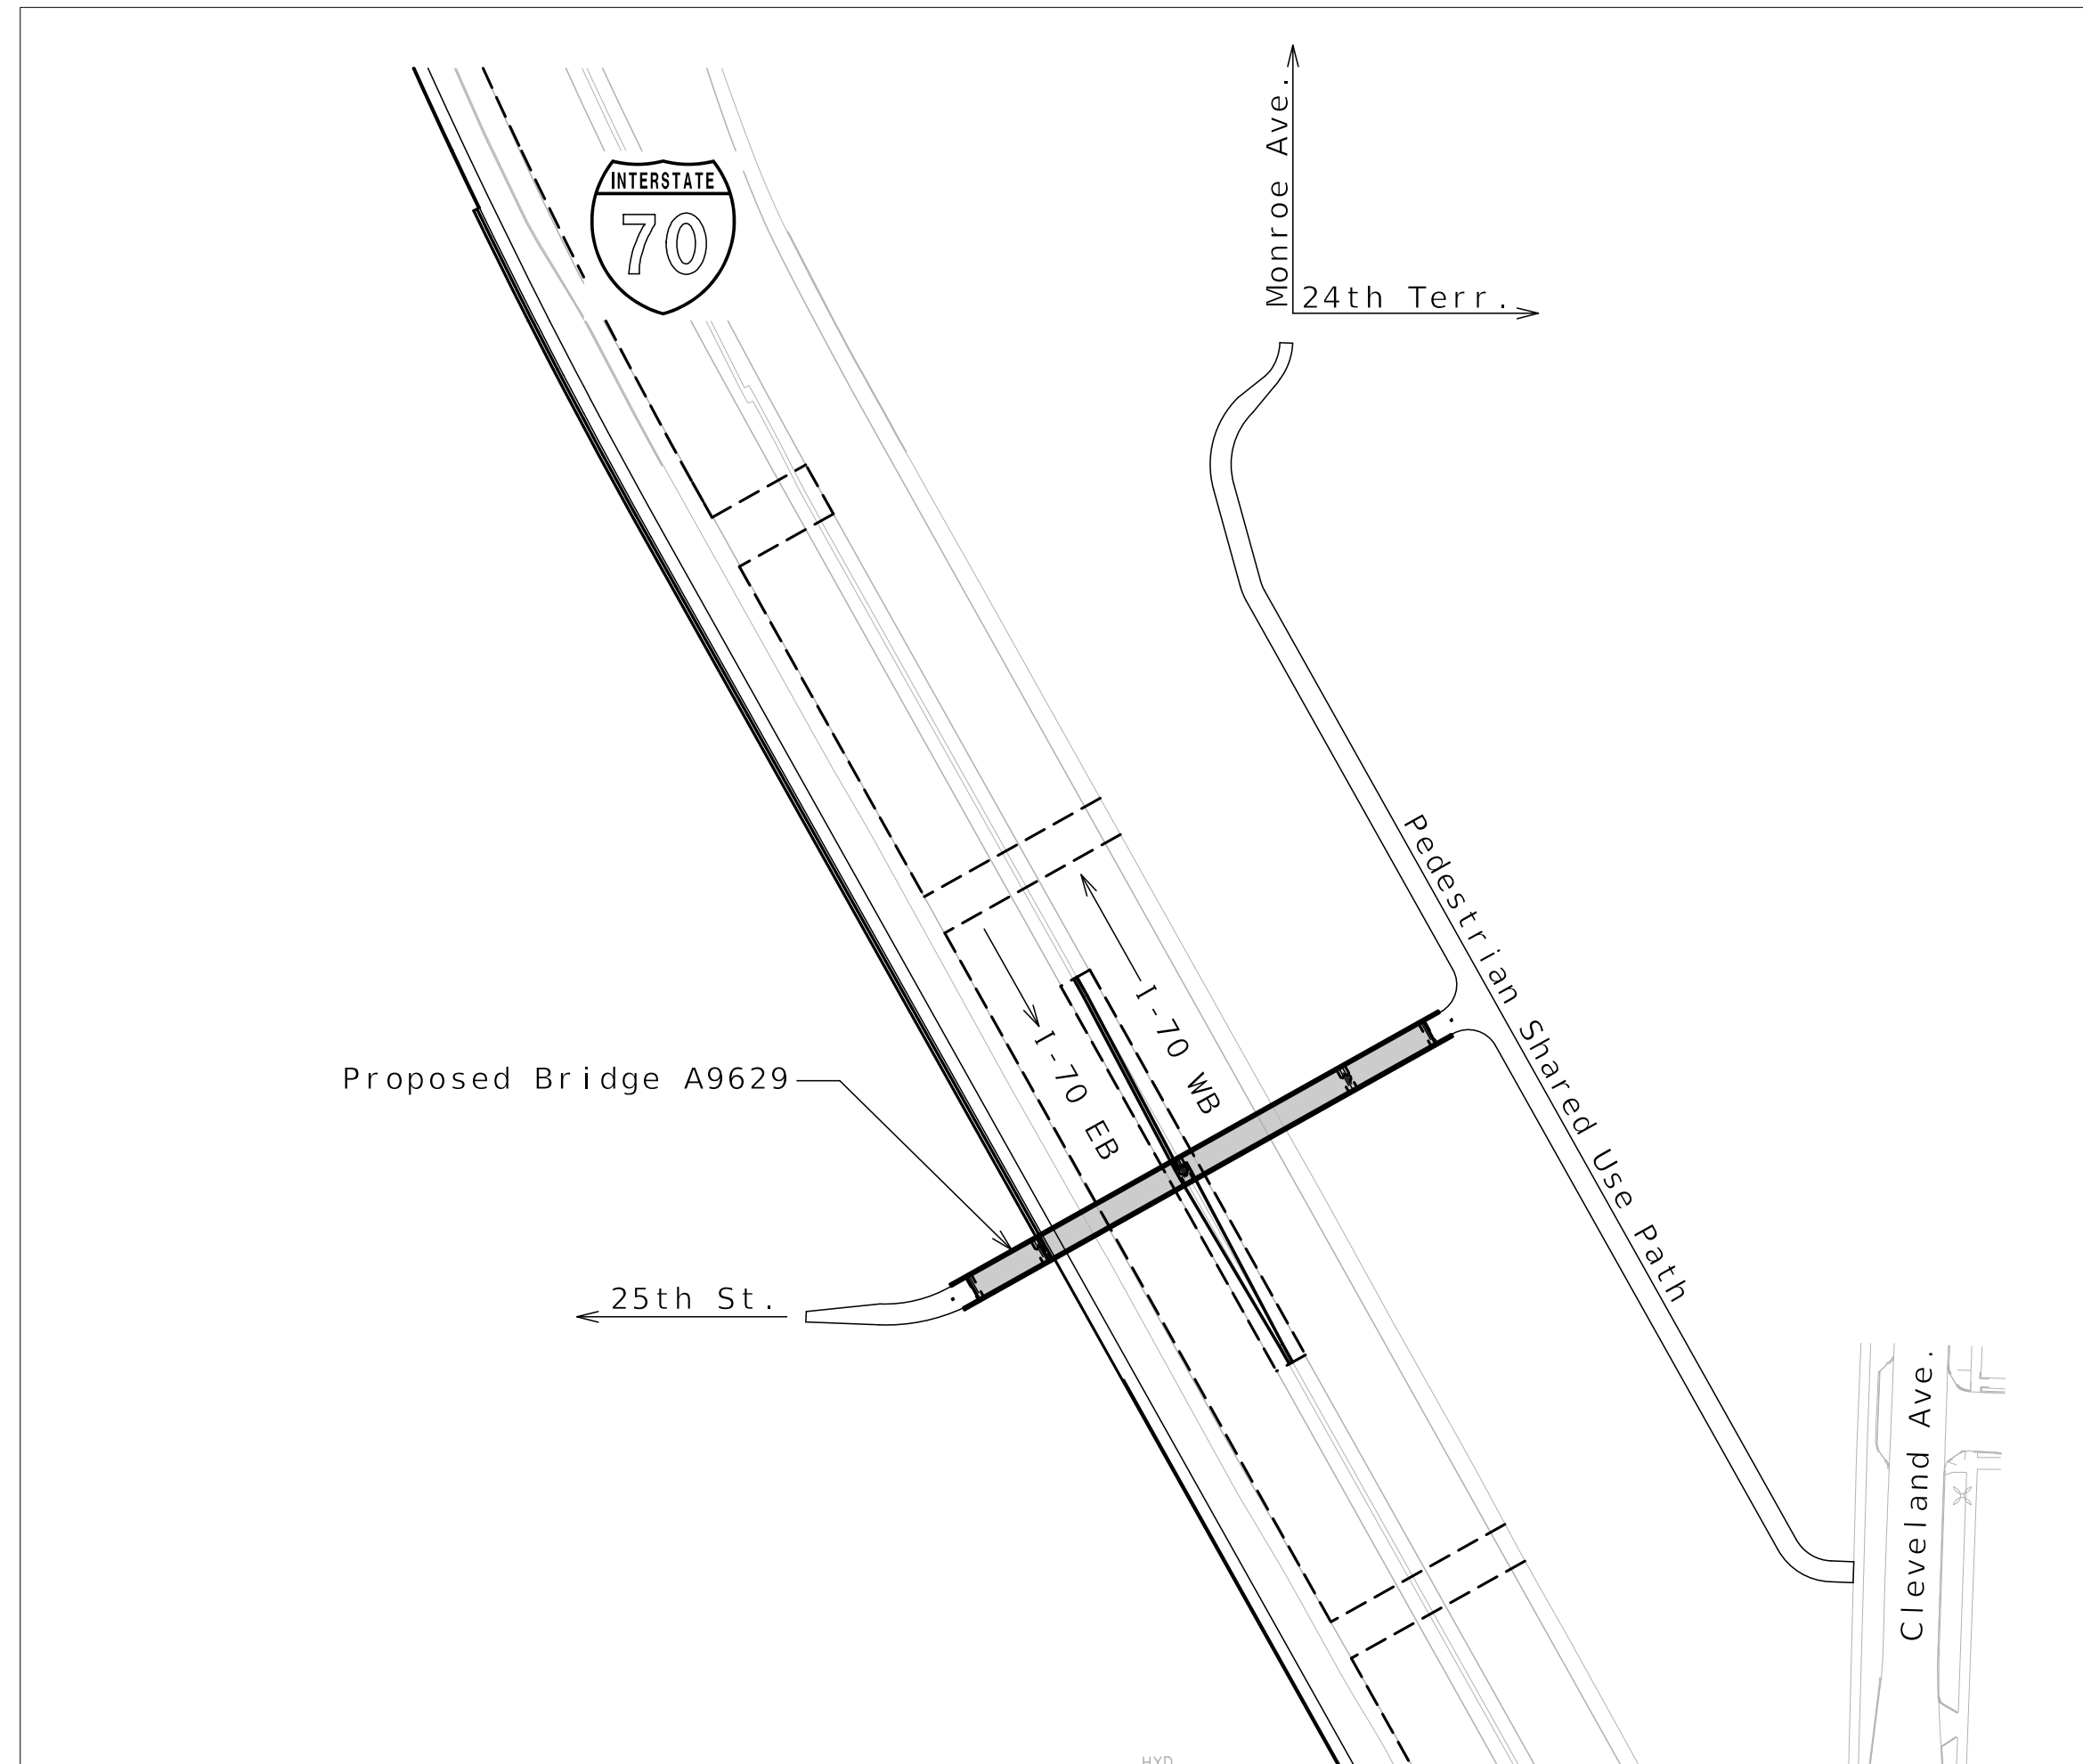 Monroe Ave.
INTERSTATE
70
24th Terr.
Pedestrian Shared Use Path
I-70 WB
I-70 EB
Proposed Bridge A9629
25th St.
Cleveland Ave.
HYD